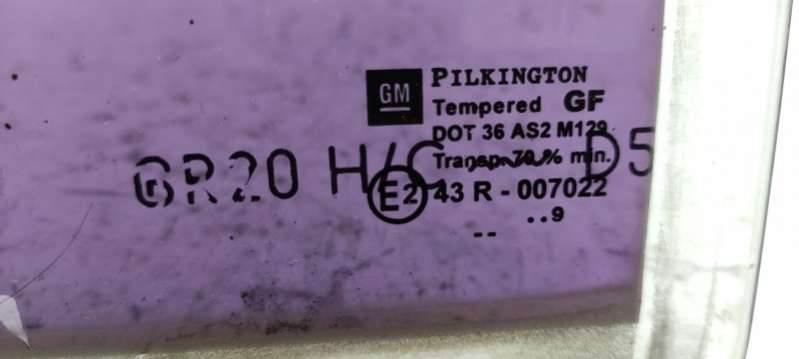 GM
PILKINGTON
Tempered GF
DOT 36 AS2 M129
Transp. 70 % min.
GR20 H/C D5
E2 43 R - 007022
..9
--